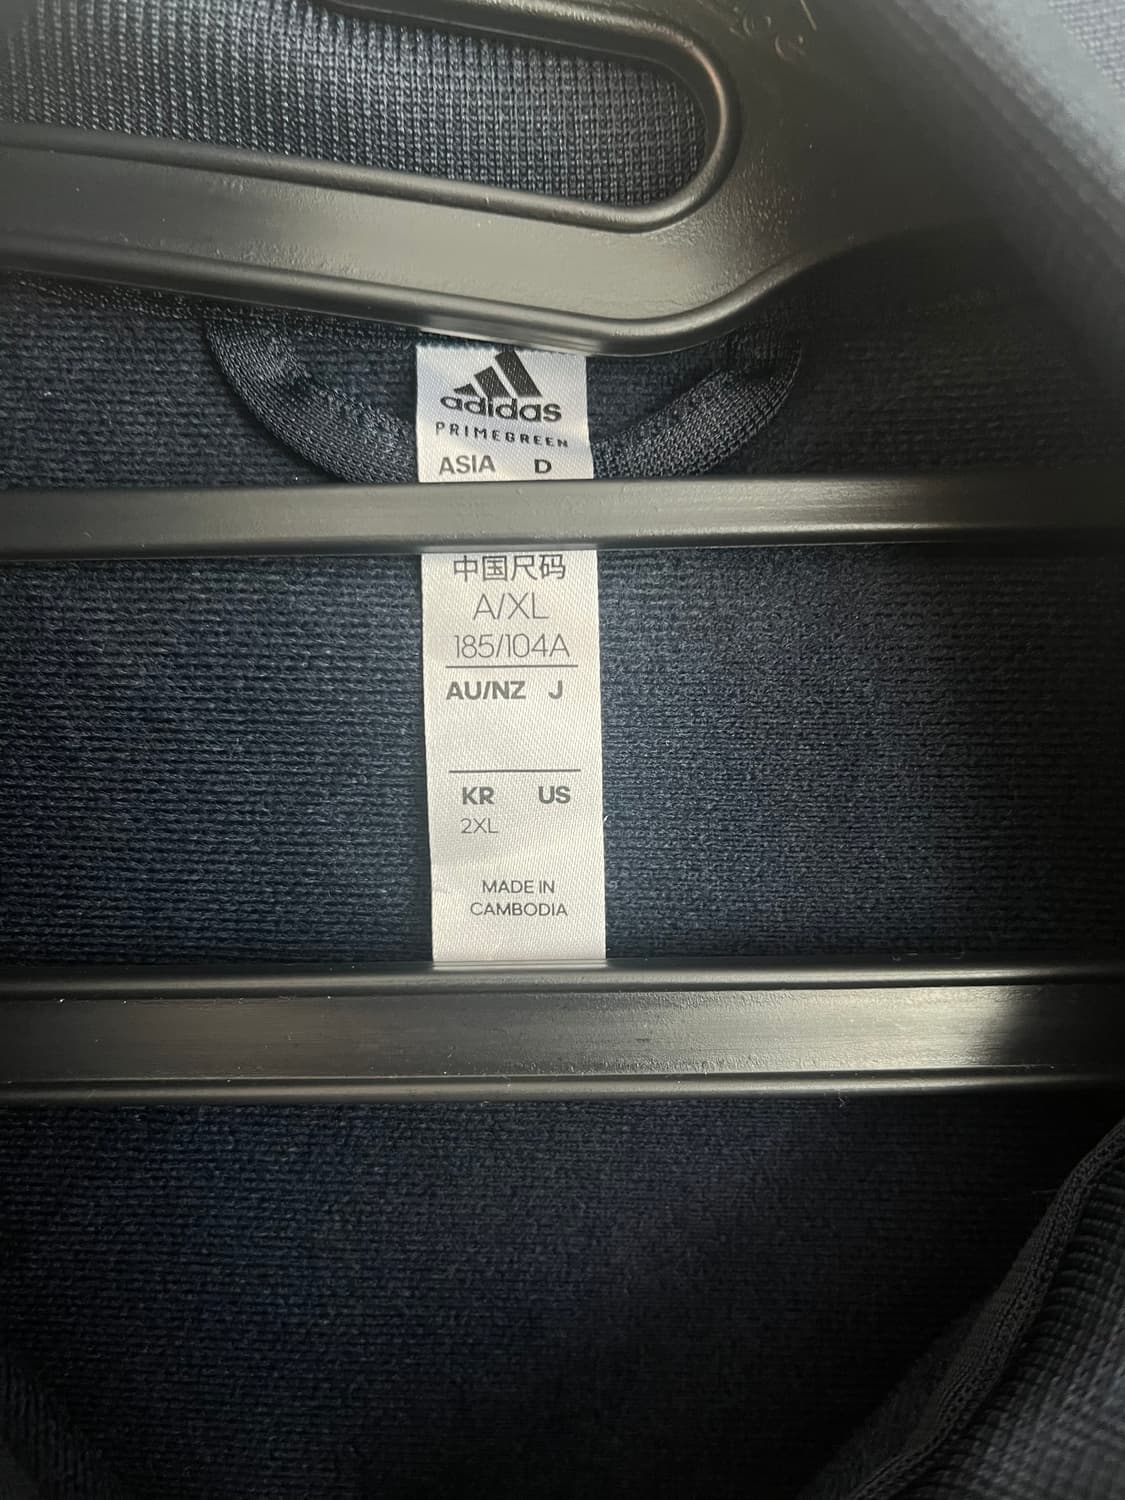 adidas
PRIMEGREEN
ASIA D
中国尺码
A/XL
185/104A
AU/NZ J
KR US
2XL
MADE IN
CAMBODIA